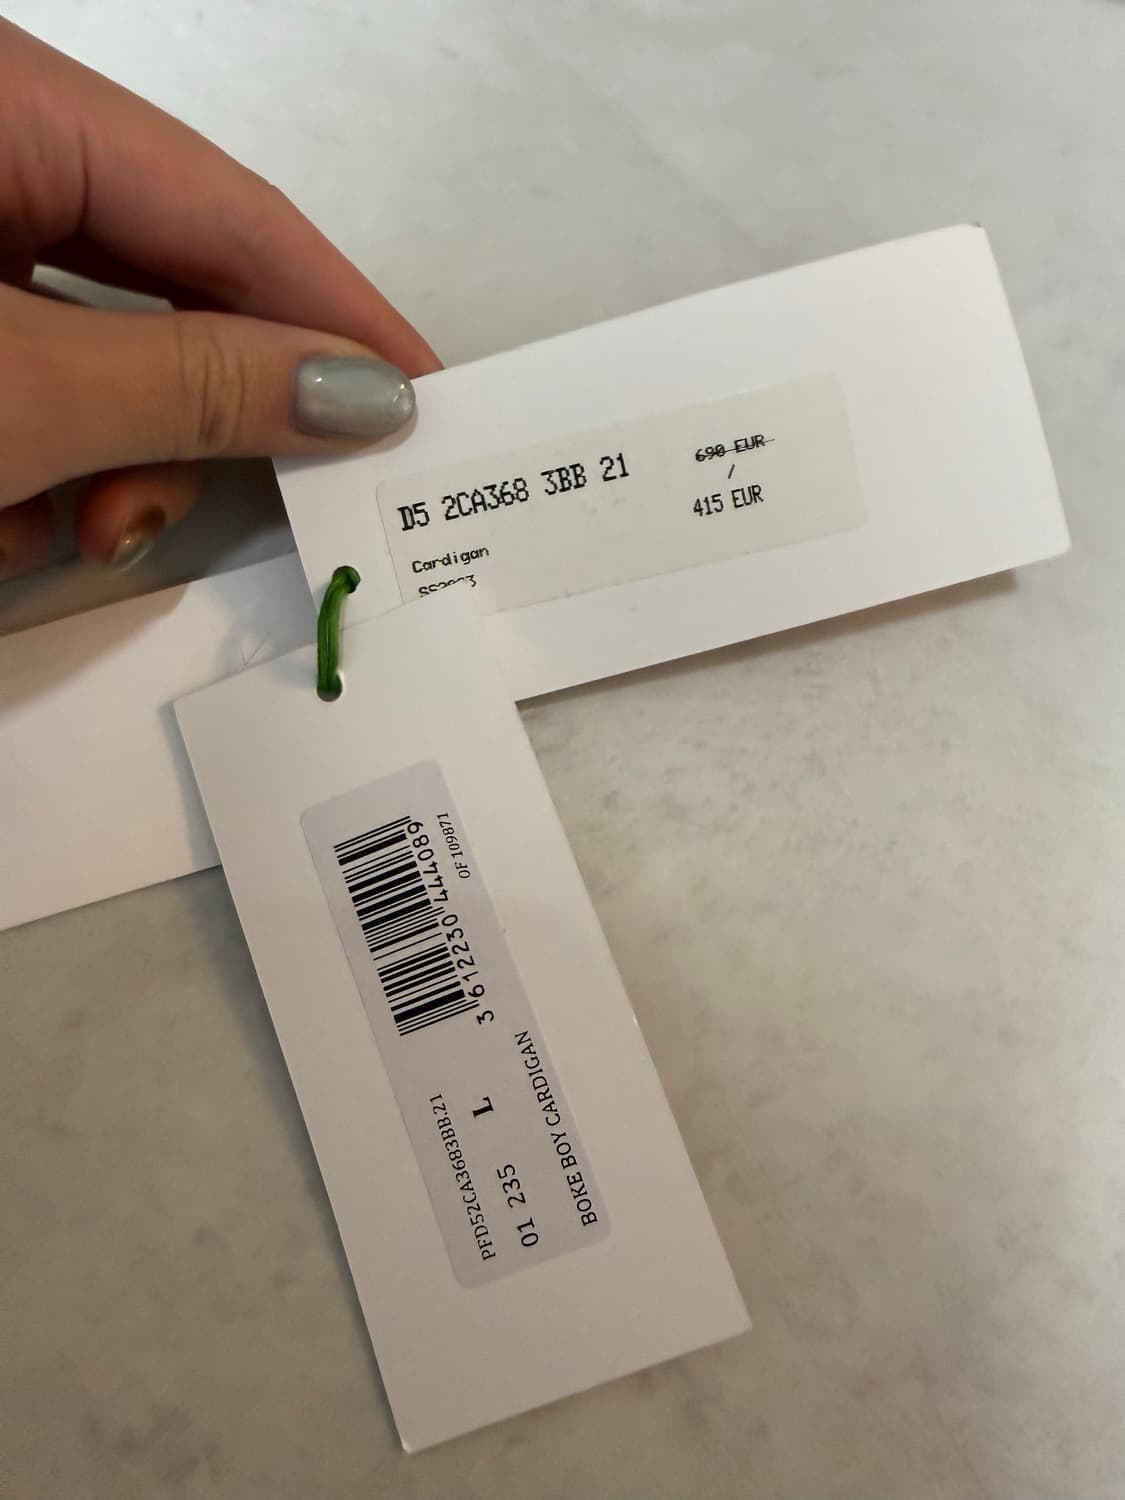 D5 2CA368 3BB 21
690 EUR
/
415 EUR
Cardigan
3 612230 444089
OF 109871
PFD52CA3683BB.21
01 235 L
BOKE BOY CARDIGAN